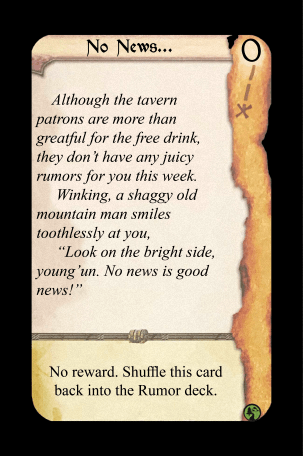 No News...
0
Although the tavern
patrons are more than
greatful for the free drink,
they don't have any juicy
rumors for you this week.
Winking, a shaggy old
mountain man smiles
toothlessly at you,
“Look on the bright side,
young'un. No news is good
news!”
No reward. Shuffle this card
back into the Rumor deck.